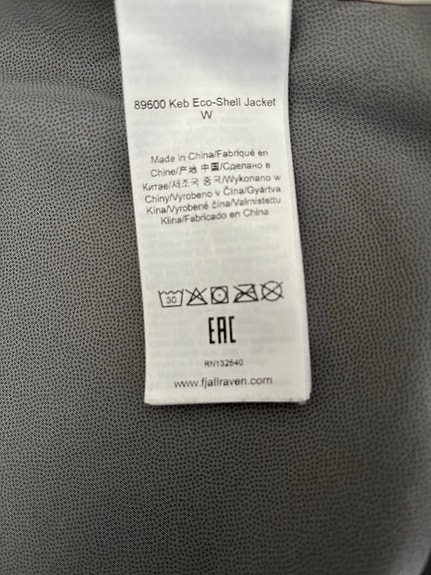 89600 Keb Eco-Shell Jacket
W
Made in China/Fabriqué en
Chine/产地 中国/Сделано в
Китае/제조국 중국/Wykonano w
Chiny/Vyrobeno v Čína/Gyártva
Kína/Vyrobené čína/Valmistettu
Kiina/Fabricado en China
30
EAC
RN132640
www.fjallraven.com